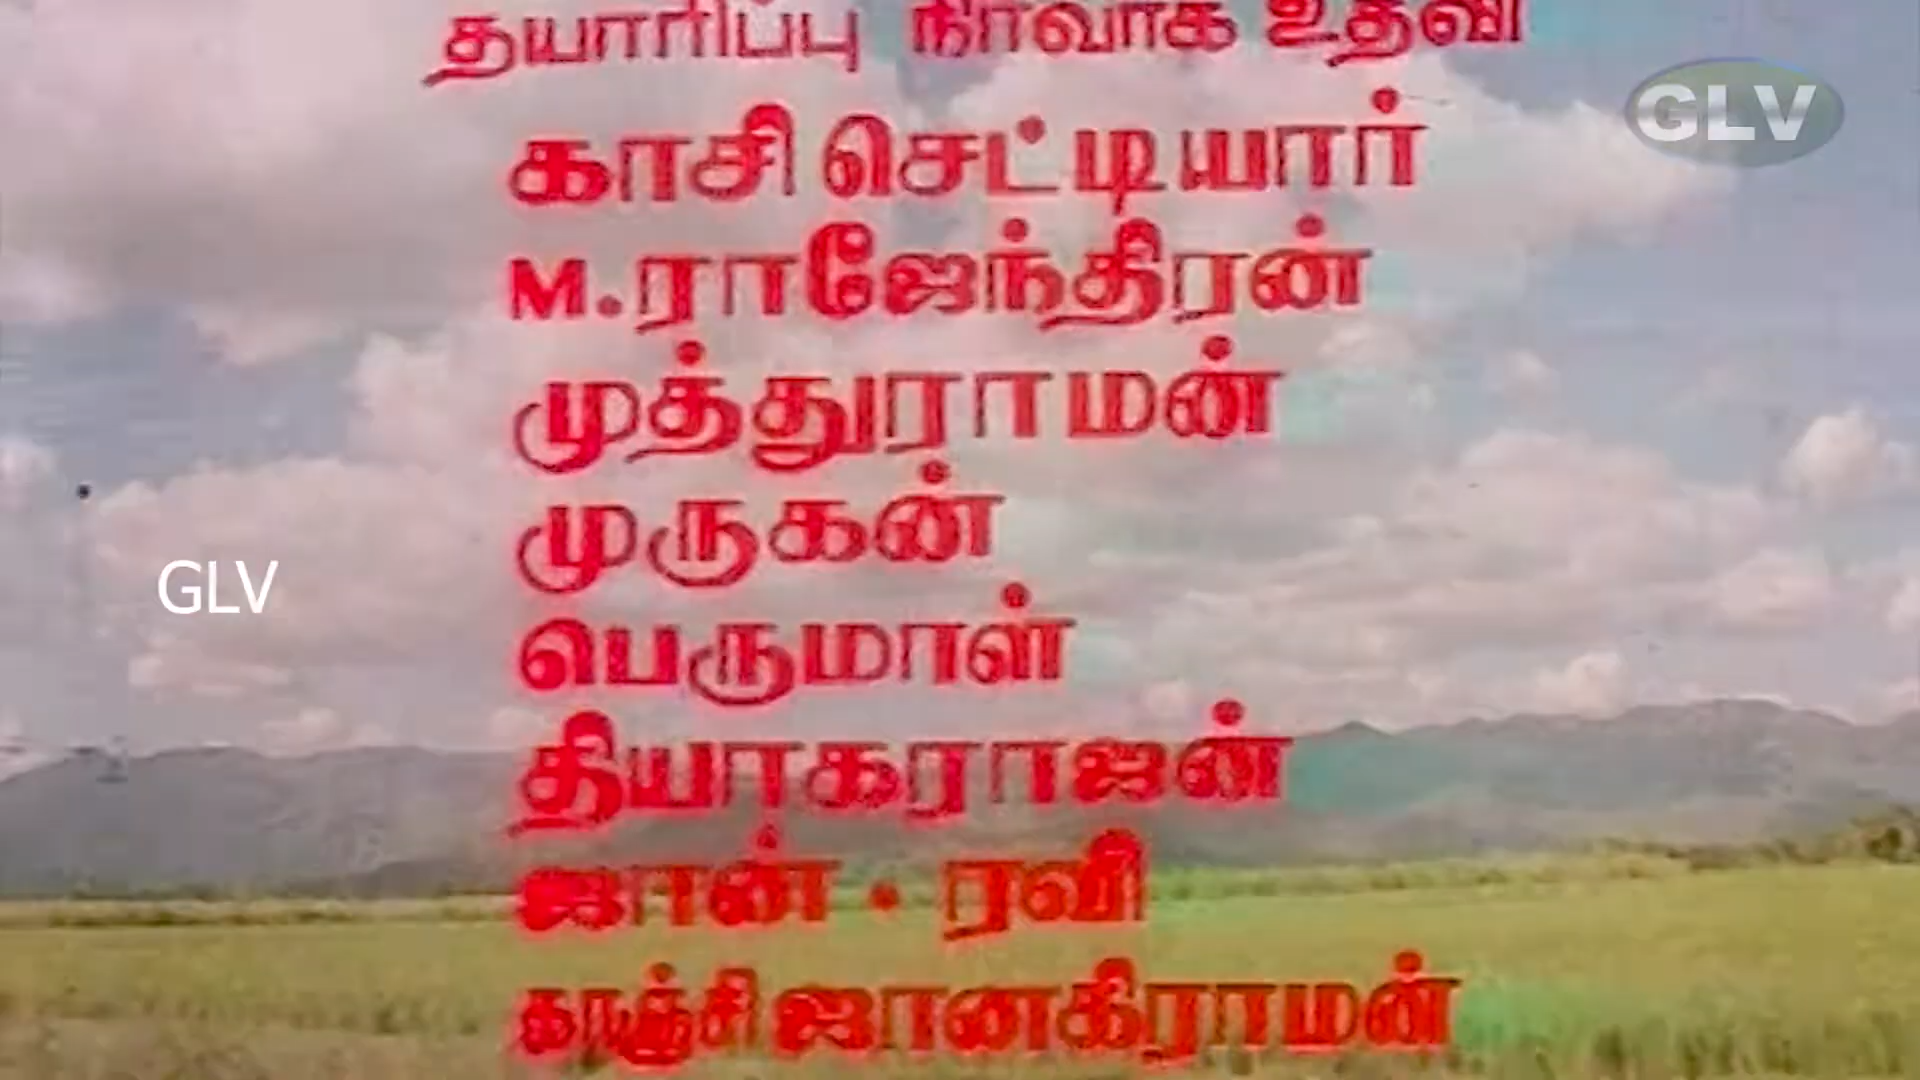 தயாரிப்பு நிர்வாக உதவி
GLV
காசி செட்டியார்
M.ராஜேந்திரன்
முத்துராமன்
முருகன்
GLV
பெருமாள்
தியாகராஜன்
ஜான் . ரவி
காஞ்சி ஜானகிராமன்